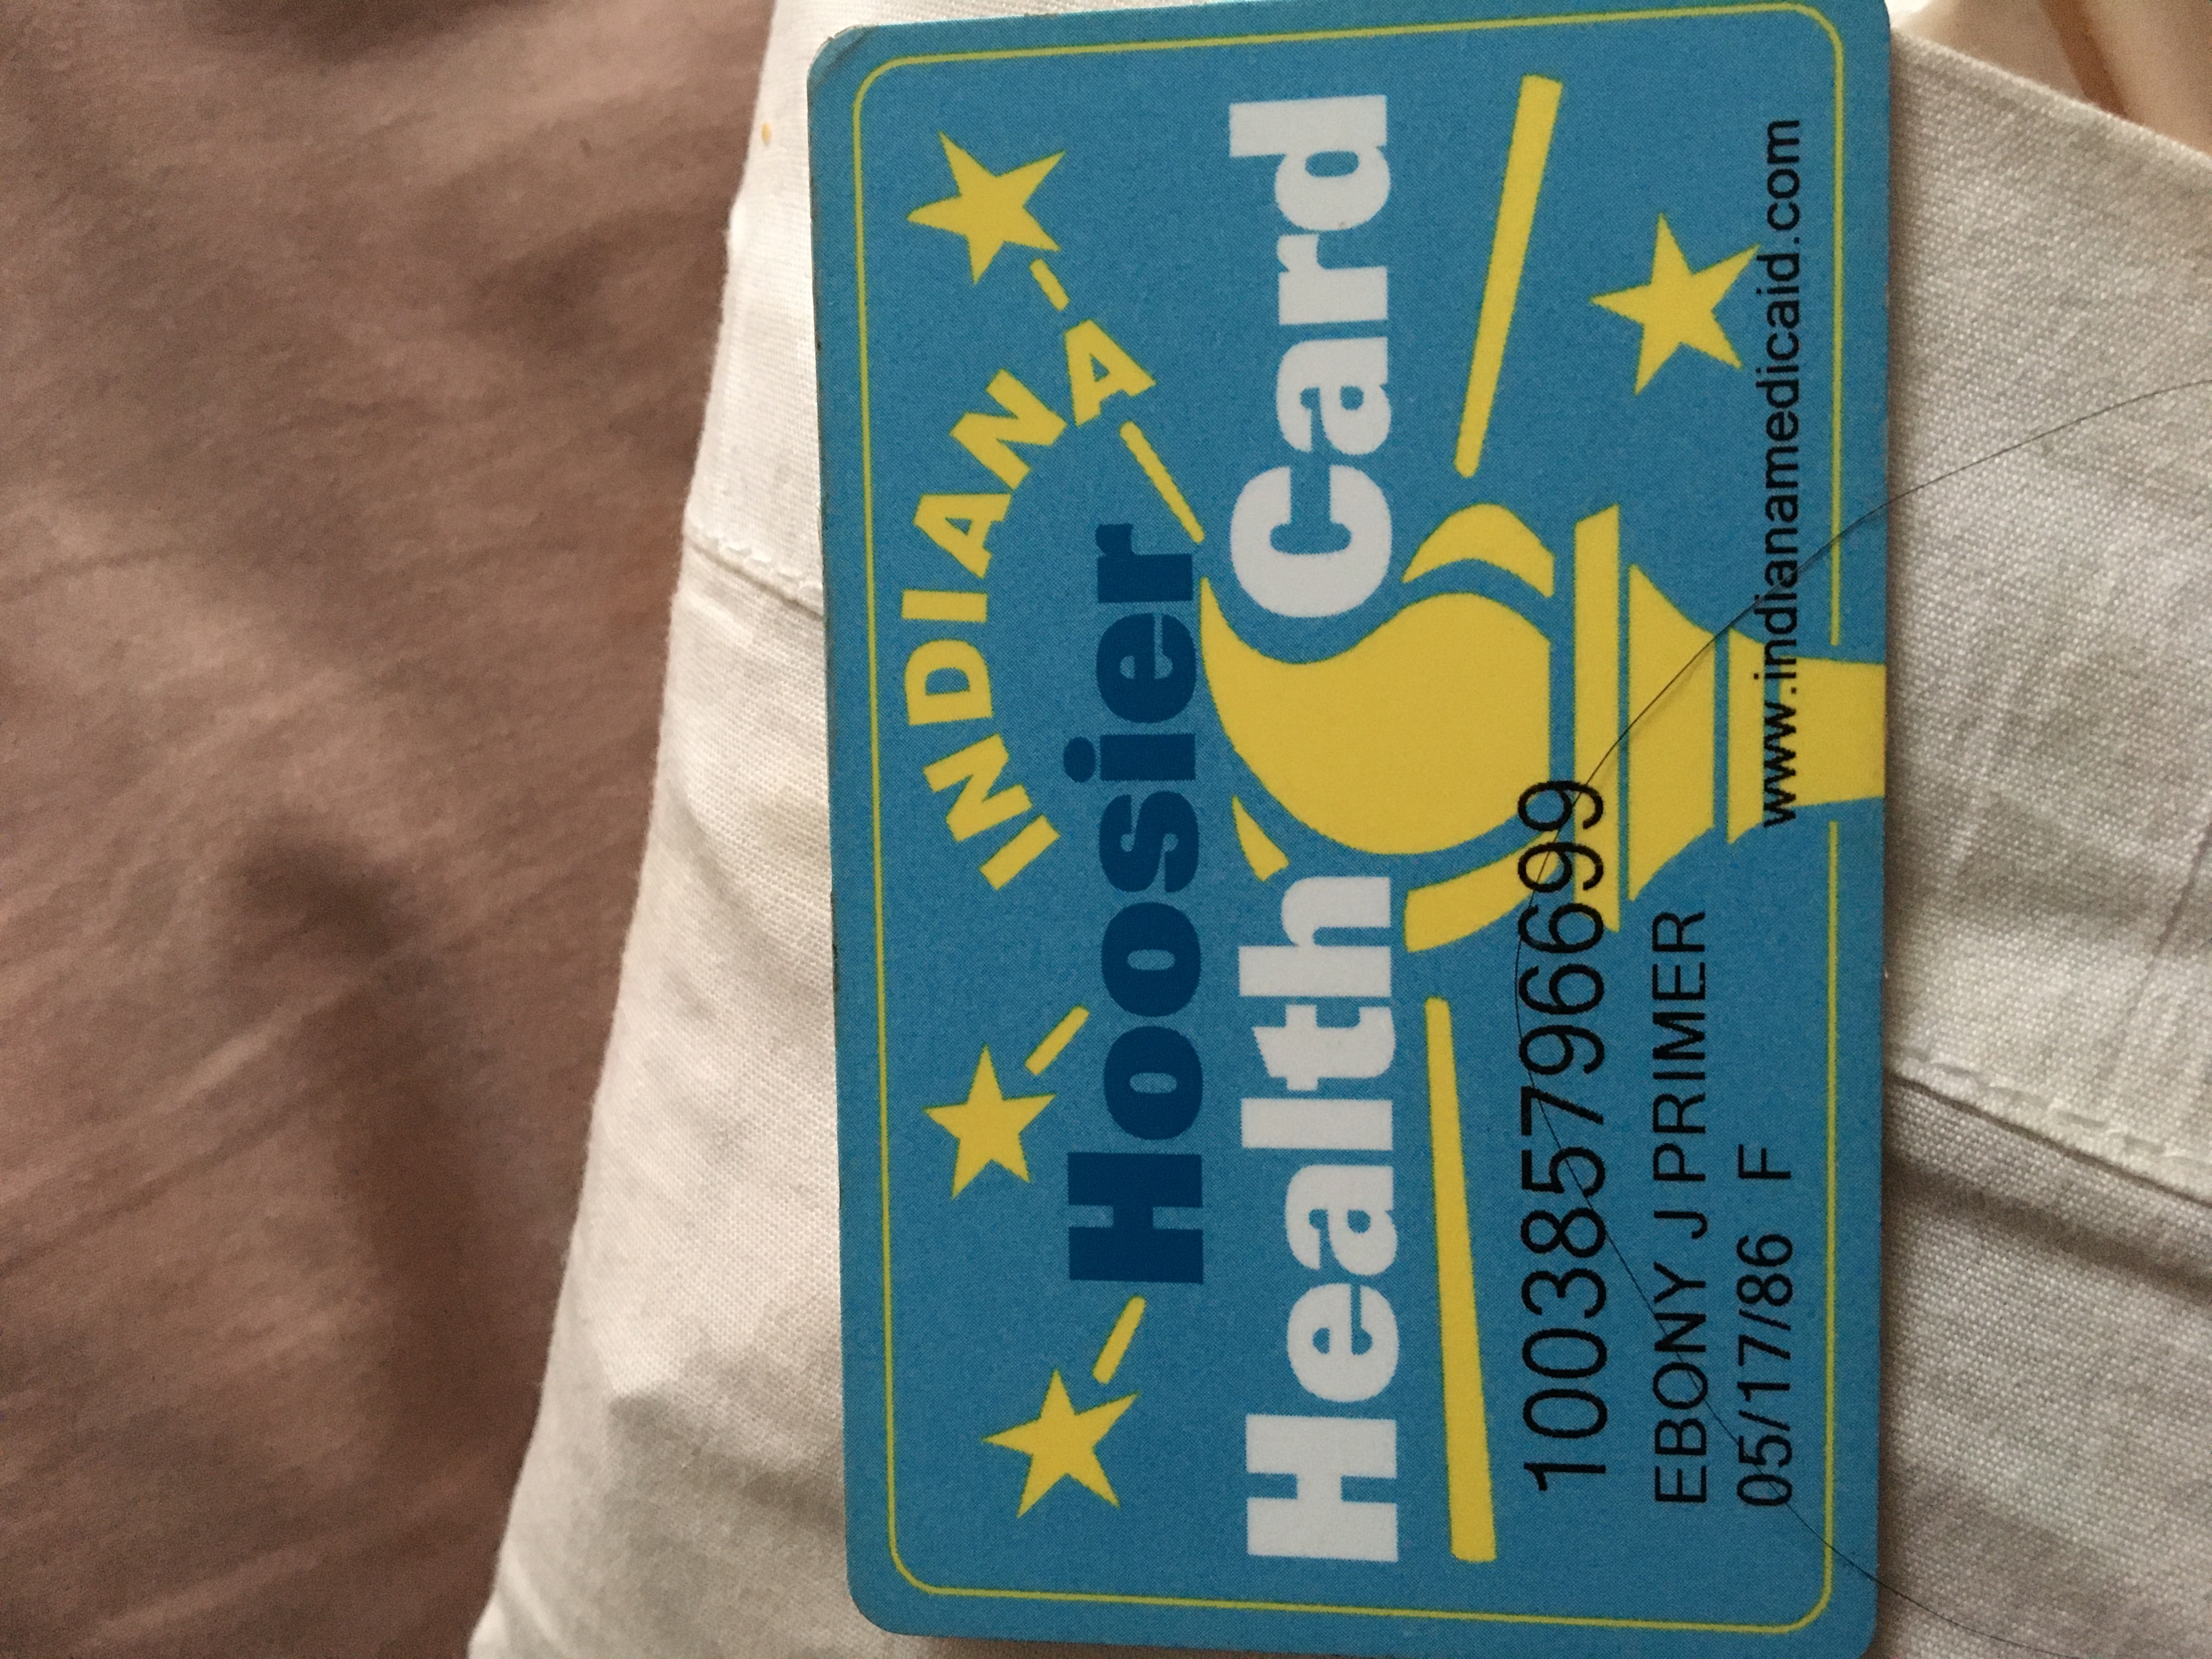 INDIANA
Hoosier
Health Card
100385796699
EBONY J PRIMER
05/17/86 F
www.indianamedicaid.com